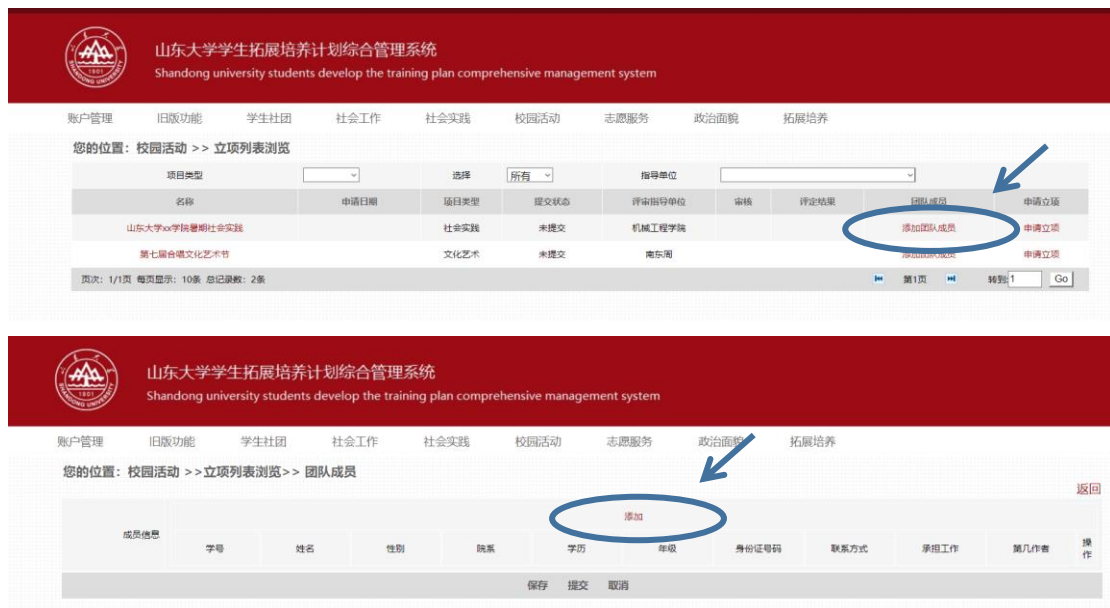 山东大学学生拓展培养计划综合管理系统
Shandong university students develop the training plan comprehensive management system
账户管理 旧版功能 学生社团 社会工作 社会实践 校园活动 志愿服务 政治面貌 拓展培养
您的位置：校园活动 >> 立项列表浏览
项目类型 选择 所有 指导单位
名称 申请日期 项目类型 提交状态 评审指导单位 审核 评定结果 团队成员 申请立项
山东大学xx学院暑期社会实践 社会实践 未提交 机械工程学院 添加团队成员 申请立项
第七届合唱文化艺术节 文化艺术 未提交 南东周 添加团队成员 申请立项
页次：1/1页 每页显示：10条 总记录数：2条 第1页 转到:1 Go
山东大学学生拓展培养计划综合管理系统
Shandong university students develop the training plan comprehensive management system
账户管理 旧版功能 学生社团 社会工作 社会实践 校园活动 志愿服务 政治面貌 拓展培养
您的位置：校园活动 >>立项列表浏览>> 团队成员
返回
添加
成员信息
学号 姓名 性别 院系 学历 年级 身份证号码 联系方式 承担工作 第几作者 操作
保存 提交 取消